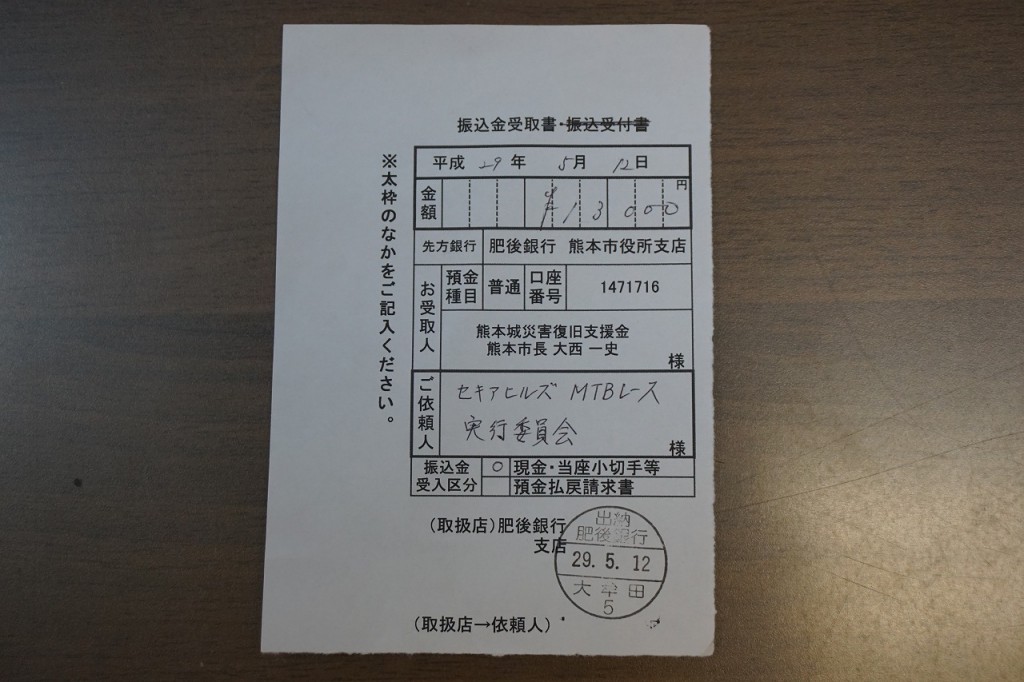 振込金受取書・振込受付書
※太枠のなかをご記入ください。
平成 29 年 5月 12日
金額 ¥13000 円
先方銀行 肥後銀行 熊本市役所支店
お受取人 預金種目 普通 口座番号 1471716
熊本城災害復旧支援金
熊本市長 大西 一史
様
ご依頼人 セキアヒルズ MTBレース
実行委員会
様
振込金受入区分 ○ 現金・当座小切手等
預金払戻請求書
(取扱店)肥後銀行
支店
出納
肥後銀行
29. 5. 12
大牟田
5
(取扱店→依頼人)